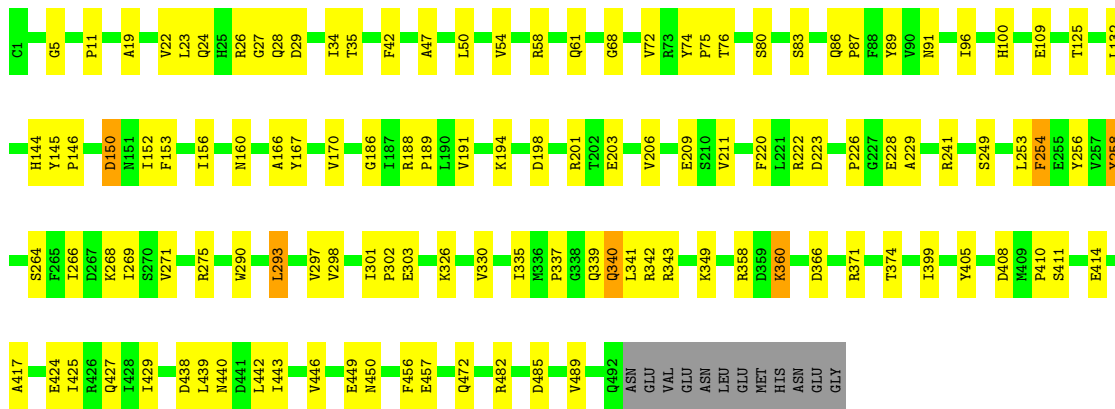 C1 G5 P11 A19 V22 L23 Q24 H25 R26 G27 Q28 D29 I34 T35 F42 A47 L50 V54 R58 Q61 G68 V72 R73 Y74 P75 T76 S80 S83 Q86 P87 F88 Y89 V90 N91 I96 H100 E109 T125
H144 Y145 P146 D150 N151 I152 F153 I156 N160 A166 Y167 V170 G186 I187 R188 P189 L190 V191 K194 D198 R201 T202 E203 V206 E209 S210 V211 F220 L221 R222 D223 P226 G227 E228 A229 R241 S249 L253 F254 E255 Y256 V257
S264 F265 I266 D267 K268 I269 S270 V271 R275 W290 L293 V297 V298 I301 P302 E303 K326 V330 I335 M336 P337 G338 Q339 Q340 L341 R342 R343 K349 R358 D359 K360 D366 R371 T374 I399 Y405 D408 M409 P410 S411 E414
A417 E424 I425 R426 Q427 I428 I429 D438 L439 N440 D441 L442 I443 V446 E449 N450 F456 E457 Q472 R482 D485 V489 Q492 ASN GLU VAL GLU ASN LEU GLU MET HIS ASN GLU GLY